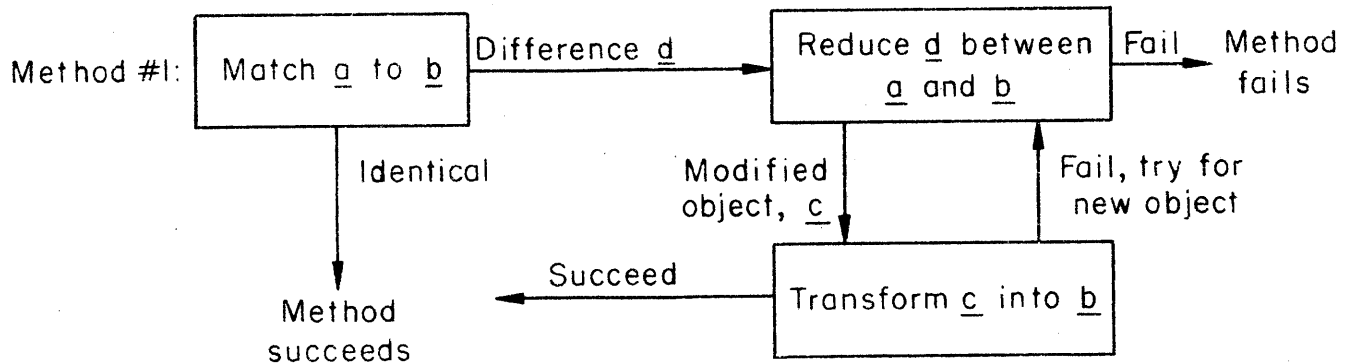 Method #1:
Match a to b
Difference d
Reduce d between
a and b
Fail
Method
fails
Identical
Modified
object, c
Fail, try for
new object
Succeed
Transform c into b
Method
succeeds